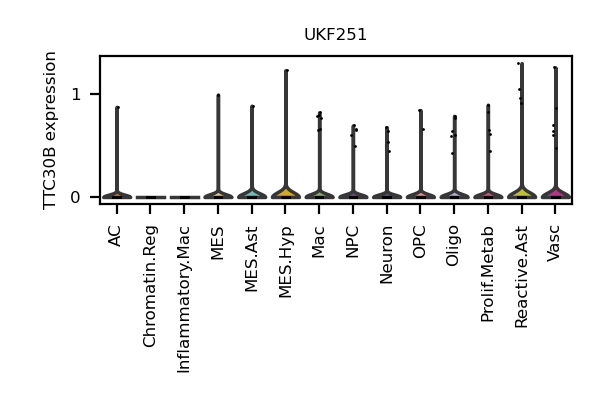 UKF251
TTC30B expression
1
0
AC
Chromatin.Reg
Inflammatory.Mac
MES
MES.Ast
MES.Hyp
Mac
NPC
Neuron
OPC
Oligo
Prolif.Metab
Reactive.Ast
Vasc